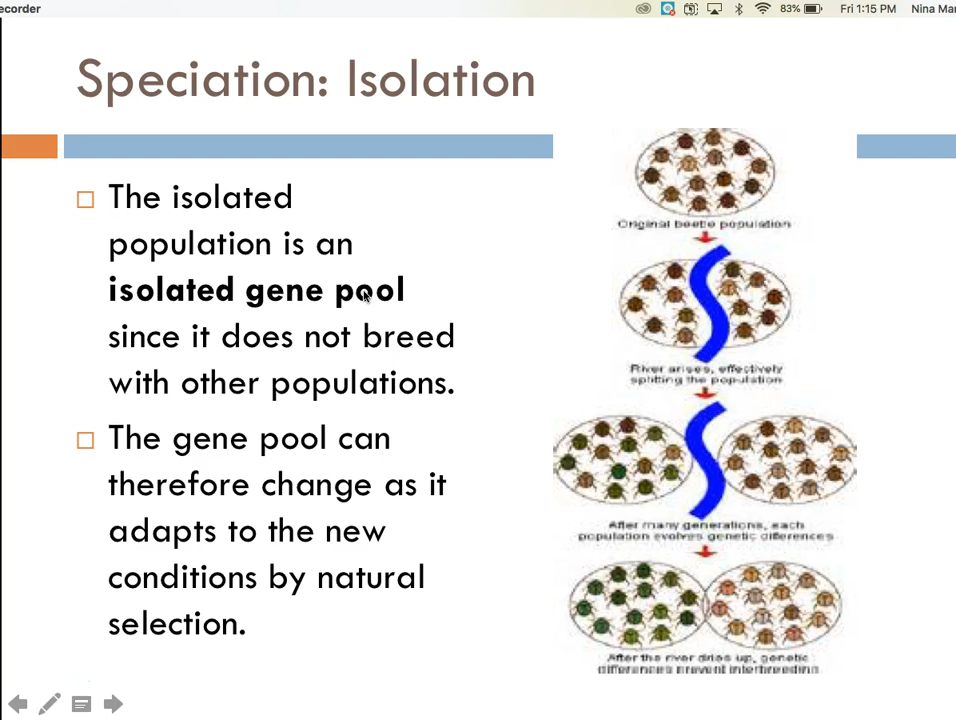 ecorder
83%
Fri 1:15 PM
Nina Mar
Speciation: Isolation
The isolated
population is an
isolated gene pool
since it does not breed
with other populations.
The gene pool can
therefore change as it
adapts to the new
conditions by natural
selection.
Original beetle population
River arises, effectively
splitting the population
After many generations, each
population evolves genetic differences
After the river dries up, genetic
differences prevent interbreeding